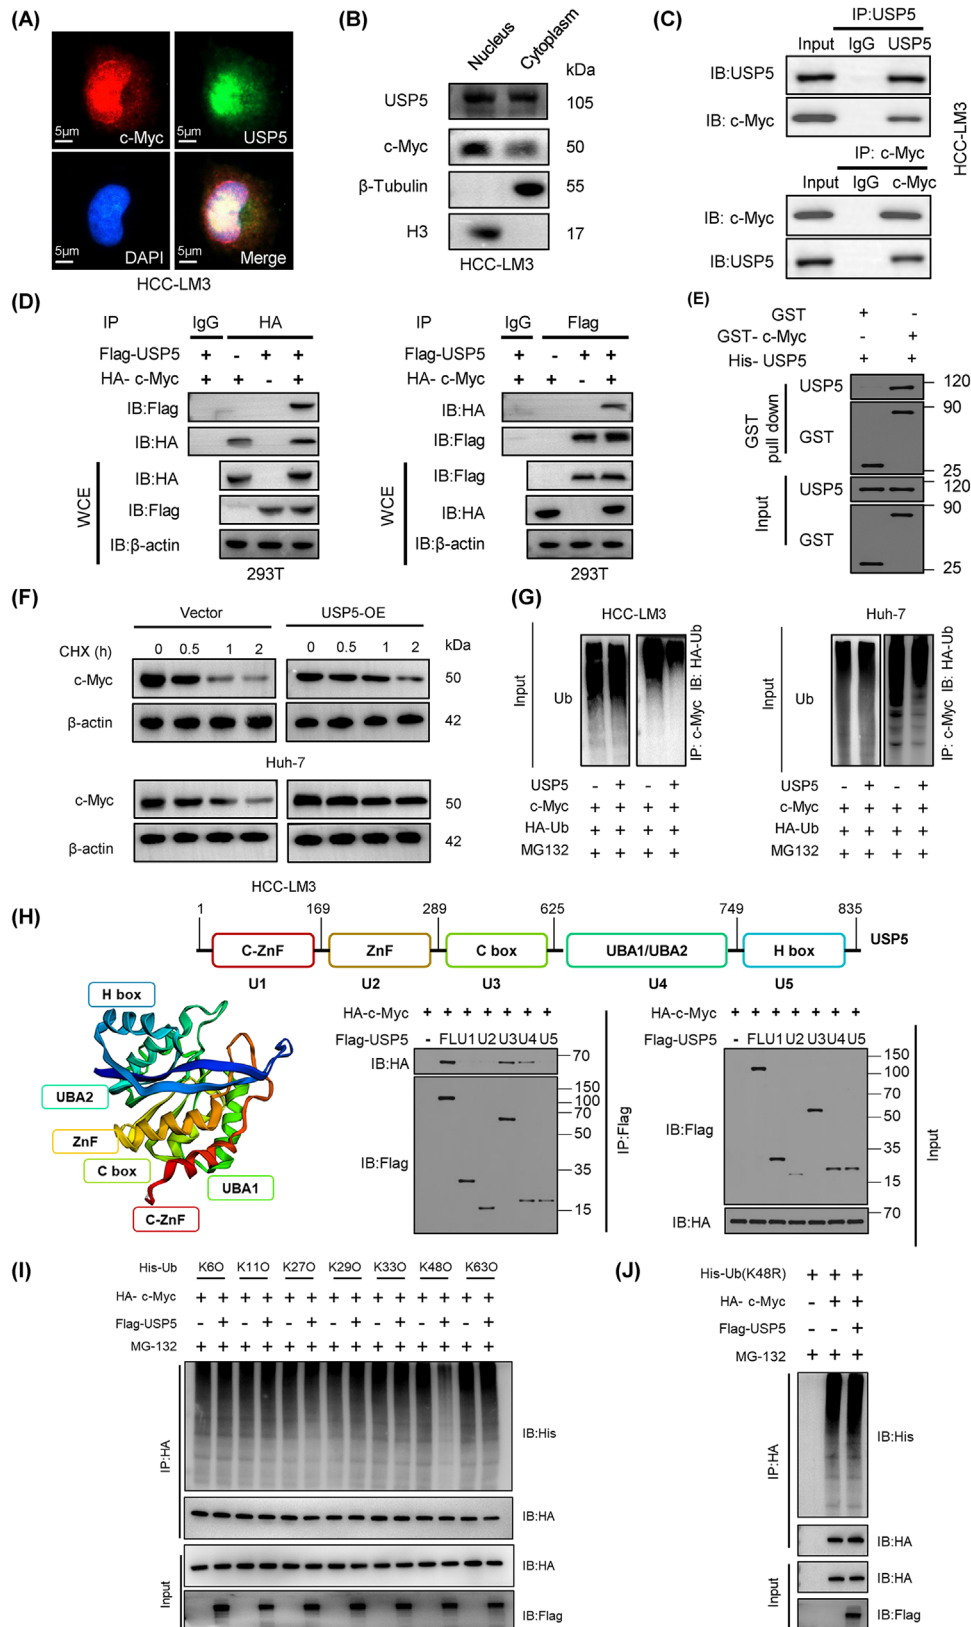 (A)
c-Myc
5μm
USP5
5μm
DAPI
5μm
Merge
5μm
HCC-LM3
(B)
Nucleus
Cytoplasm
kDa
USP5
105
c-Myc
50
β-Tubulin
55
H3
17
HCC-LM3
(C)
IP:USP5
Input IgG USP5
IB:USP5
IB: c-Myc
IP: c-Myc
Input IgG c-Myc
IB: c-Myc
IB:USP5
HCC-LM3
(D)
IP IgG HA
Flag-USP5 + - + +
HA- c-Myc + + - +
IB:Flag
IB:HA
WCE
IB:HA
IB:Flag
IB:β-actin
293T
IP IgG Flag
Flag-USP5 + - + +
HA- c-Myc + + - +
IB:HA
IB:Flag
WCE
IB:Flag
IB:HA
IB:β-actin
293T
(E)
GST + -
GST- c-Myc - +
His- USP5 + +
GST pull down
USP5
120
90
GST
25
Input
USP5
120
90
GST
25
(F)
Vector USP5-OE
CHX (h) 0 0.5 1 2 0 0.5 1 2 kDa
c-Myc 50
β-actin 42
Huh-7
c-Myc 50
β-actin 42
HCC-LM3
(G)
HCC-LM3
Input
Ub
IP: c-Myc IB: HA-Ub
USP5 - + - +
c-Myc + + + +
HA-Ub + + + +
MG132 + + + +
Huh-7
Input
Ub
IP: c-Myc IB: HA-Ub
USP5 - + - +
c-Myc + + + +
HA-Ub + + + +
MG132 + + + +
(H)
1 169 289 625 749 835
C-ZnF ZnF C box UBA1/UBA2 H box USP5
U1 U2 U3 U4 U5
H box
UBA2
ZnF
C box
UBA1
C-ZnF
HA-c-Myc + + + + + + +
Flag-USP5 - FL U1 U2 U3 U4 U5
IB:HA
70
IB:Flag
150
100
70
50
35
15
IP:Flag
HA-c-Myc + + + + + + +
Flag-USP5 - FL U1 U2 U3 U4 U5
IB:Flag
150
100
70
50
35
15
IB:HA
70
Input
(I)
His-Ub K6O K11O K27O K29O K33O K48O K63O
HA- c-Myc + + + + + + + + + + + + + +
Flag-USP5 - + - + - + - + - + - + - +
MG-132 + + + + + + + + + + + + + +
IP:HA
IB:His
IB:HA
Input
IB:HA
IB:Flag
(J)
His-Ub(K48R) + + +
HA- c-Myc - + +
Flag-USP5 - - +
MG-132 + + +
IP:HA
IB:His
IB:HA
Input
IB:HA
IB:Flag